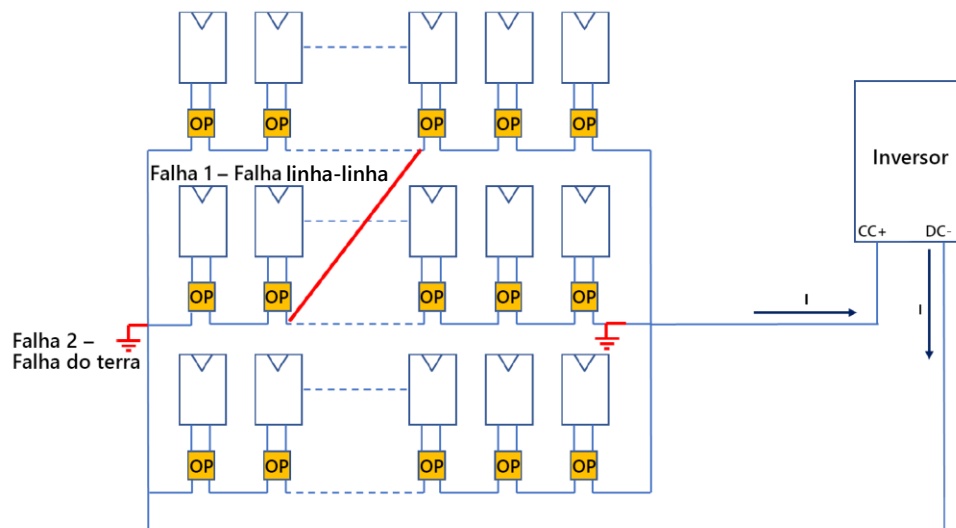 OP OP OP OP OP
Falha 1 – Falha linha-linha
Inversor
CC+ DC-
OP OP OP OP OP
I
I
Falha 2 –
Falha do terra
OP OP OP OP OP